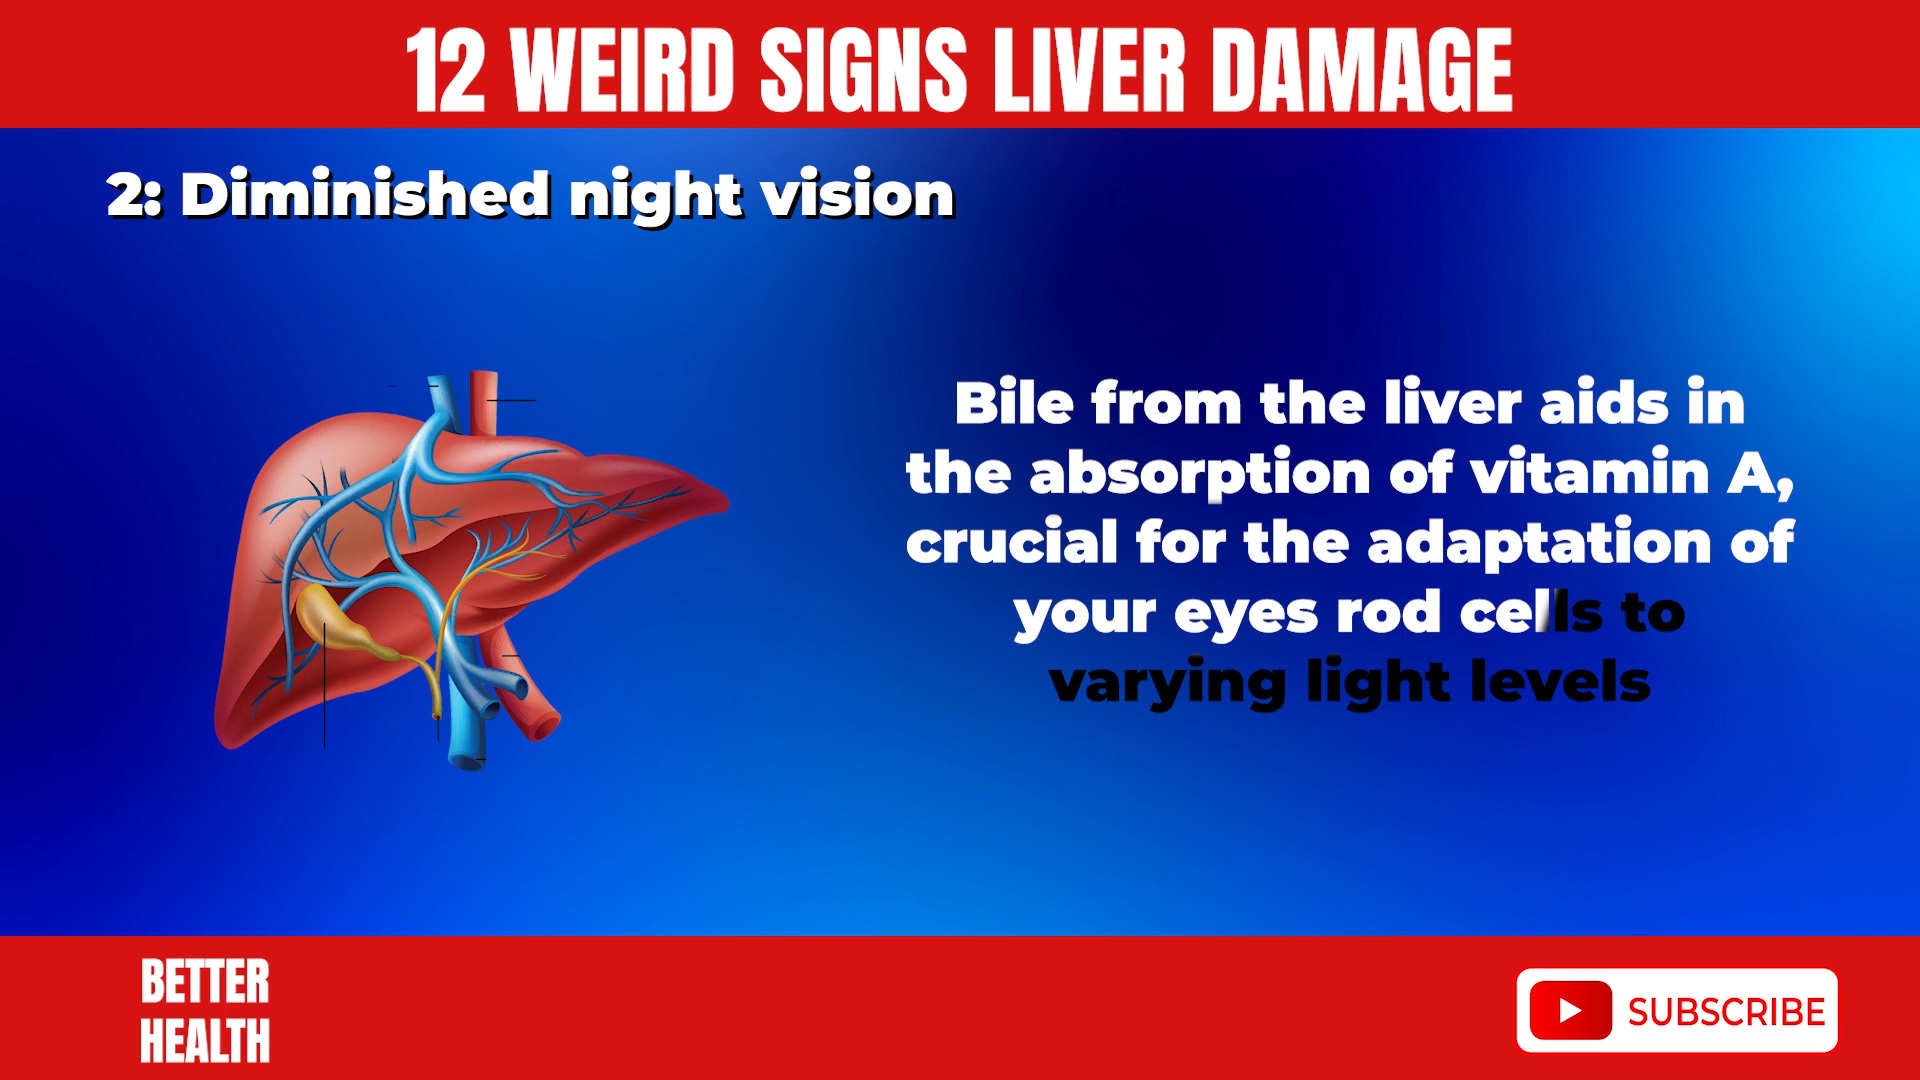 12 WEIRD SIGNS LIVER DAMAGE
2: Diminished night vision
Bile from the liver aids in
the absorption of vitamin A,
crucial for the adaptation of
your eyes rod cells to
varying light levels
BETTER
HEALTH
SUBSCRIBE